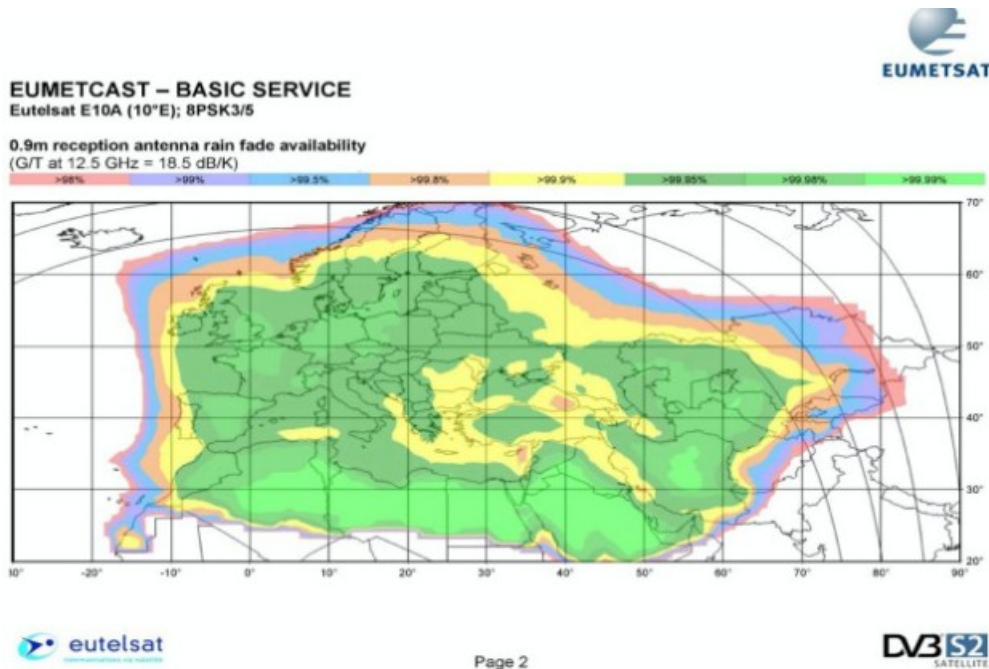 EUMETSAT
EUMETCAST – BASIC SERVICE
Eutelsat E10A (10°E); 8PSK3/5
0.9m reception antenna rain fade availability
(G/T at 12.5 GHz = 18.5 dB/K)
>98% >99% >99.5% >99.8% >99.9% >99.95% >99.98% >99.99%
70°
60°
50°
40°
30°
20°
-20° -10° 0° 10° 20° 30° 40° 50° 60° 70° 80° 90°
eutelsat
Page 2
DVB S2
SATELLITE